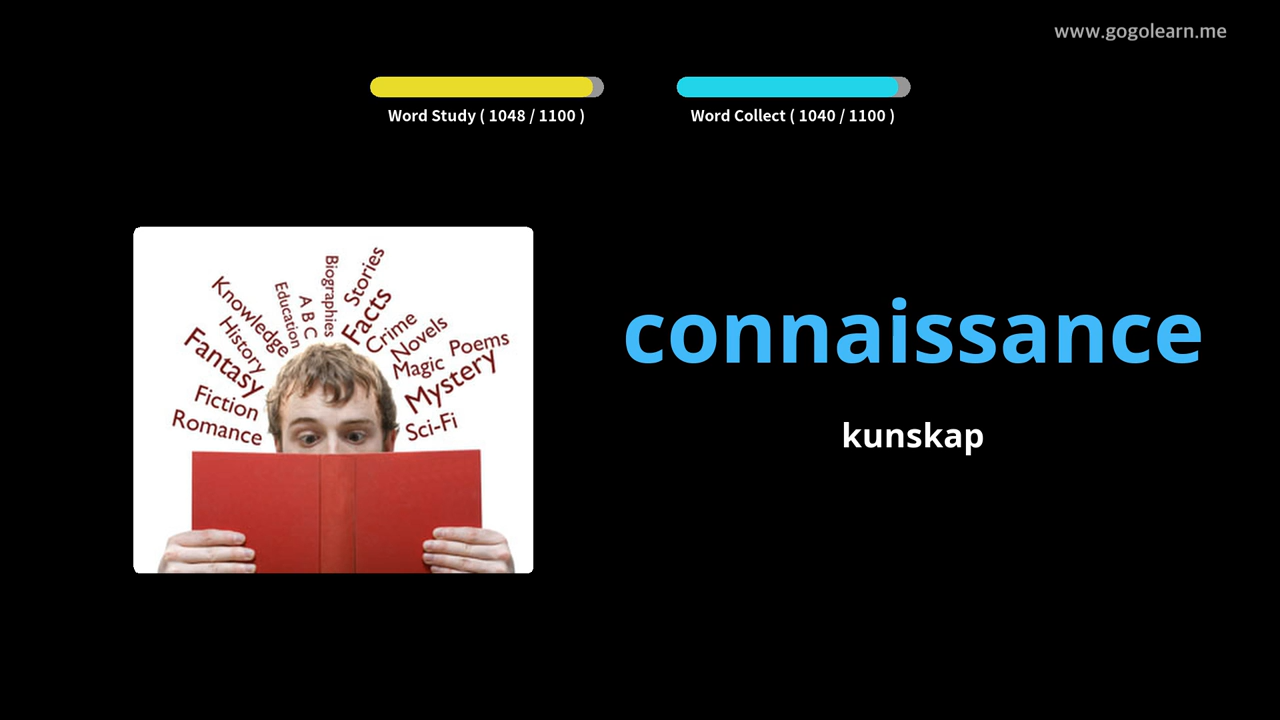 www.gogolearn.me
Word Study ( 1048 / 1100 )
Word Collect ( 1040 / 1100 )
Biographies
Stories
Education
A B C
Facts
Knowledge
Crime
History
Novels
Fantasy
Magic
Poems
Mystery
Fiction
Romance
Sci-Fi
connaissance
kunskap